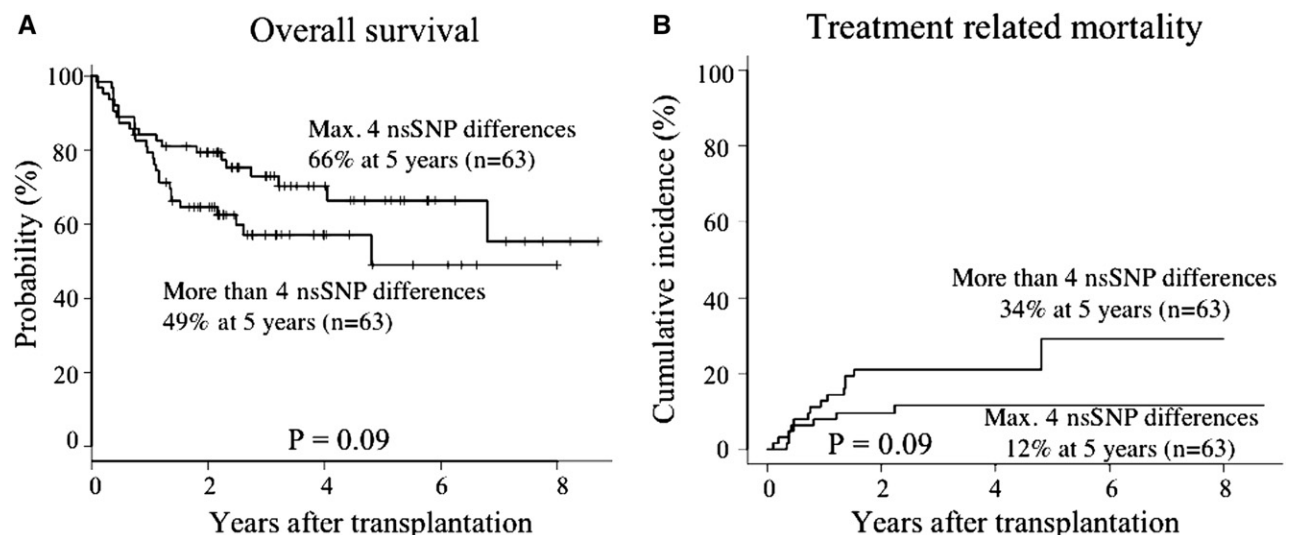 A
Overall survival
Probability (%)
100
80
60
40
20
0
Max. 4 nsSNP differences
66% at 5 years (n=63)
More than 4 nsSNP differences
49% at 5 years (n=63)
P = 0.09
0 2 4 6 8
Years after transplantation
B
Treatment related mortality
Cumulative incidence (%)
100
80
60
40
20
0
More than 4 nsSNP differences
34% at 5 years (n=63)
Max. 4 nsSNP differences
12% at 5 years (n=63)
P = 0.09
0 2 4 6 8
Years after transplantation